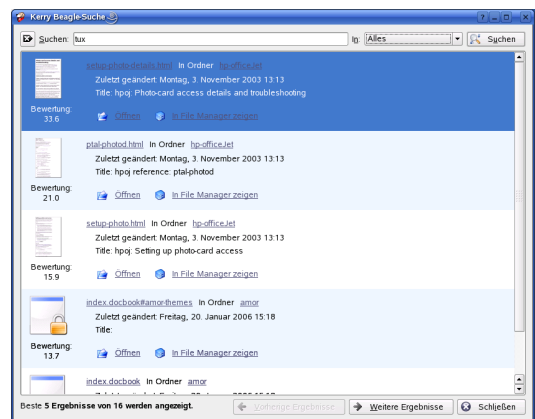 Kerry Beagle-Suche
Suchen: tux In: Alles Suchen
setup-photo-details.html In Ordner hp-officeJet
Zuletzt geändert: Montag, 3. November 2003 13:13
Title: hpoj: Photo-card access details and troubleshooting
Bewertung:
33.6
Öffnen In File Manager zeigen
ptal-photod.html In Ordner hp-officeJet
Zuletzt geändert: Montag, 3. November 2003 13:13
Title: hpoj reference: ptal-photod
Bewertung:
21.0
Öffnen In File Manager zeigen
setup-photo.html In Ordner hp-officeJet
Zuletzt geändert: Montag, 3. November 2003 13:13
Title: hpoj: Setting up photo-card access
Bewertung:
15.9
Öffnen In File Manager zeigen
index.docbook#amor-themes In Ordner amor
Zuletzt geändert: Freitag, 20. Januar 2006 15:18
Title:
Bewertung:
13.7
Öffnen In File Manager zeigen
index.docbook In Ordner amor
Beste 5 Ergebnisse von 16 werden angezeigt. Vorherige Ergebnisse Weitere Ergebnisse Schließen